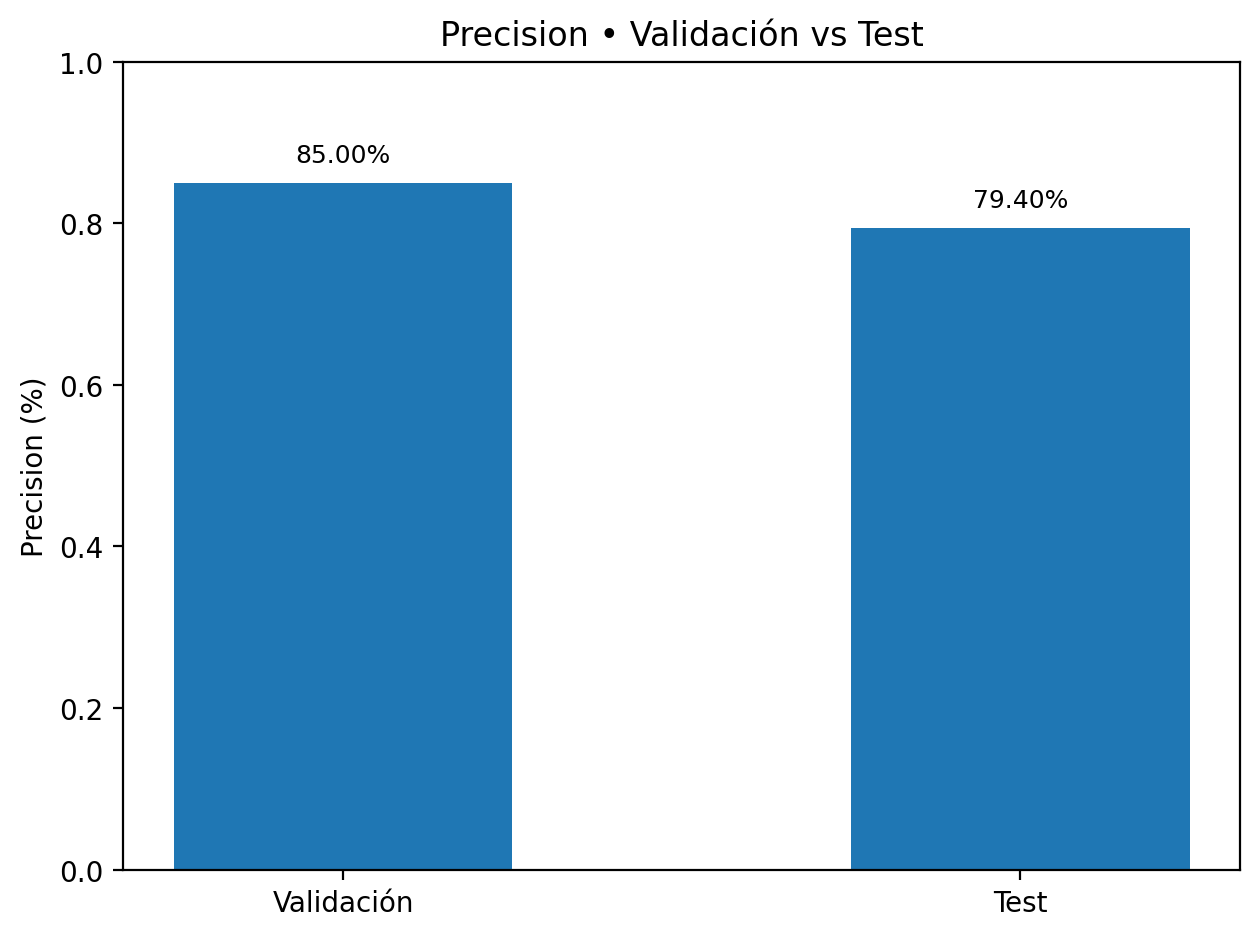 Precision • Validación vs Test
1.0
0.8
0.6
0.4
0.2
0.0
Precision (%)
85.00%
79.40%
Validación
Test